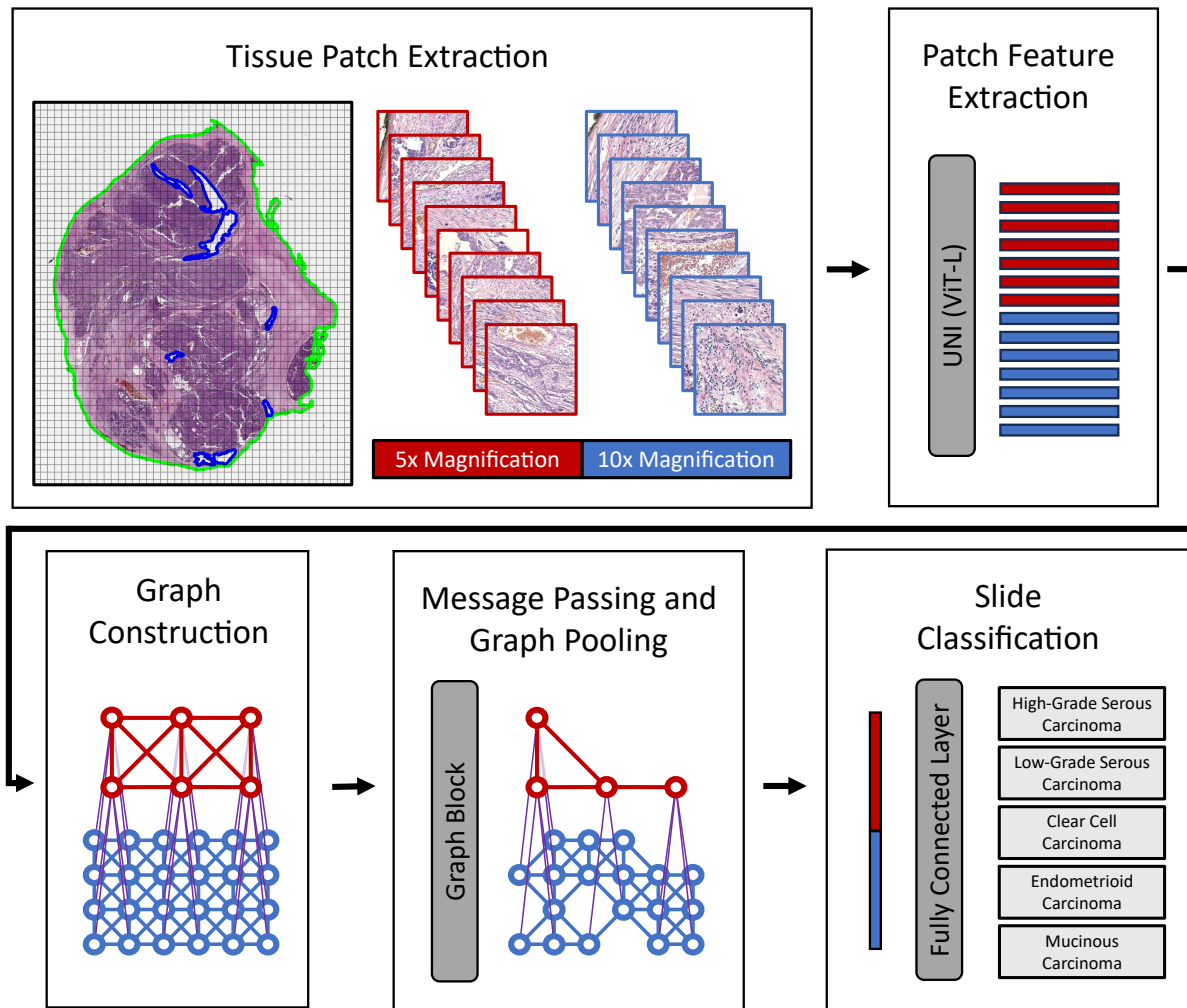 Tissue Patch Extraction
5x Magnification
10x Magnification
Patch Feature
Extraction
UNI (ViT-L)
Graph
Construction
Message Passing and
Graph Pooling
Graph Block
Slide
Classification
Fully Connected Layer
High-Grade Serous
Carcinoma
Low-Grade Serous
Carcinoma
Clear Cell
Carcinoma
Endometrioid
Carcinoma
Mucinous
Carcinoma